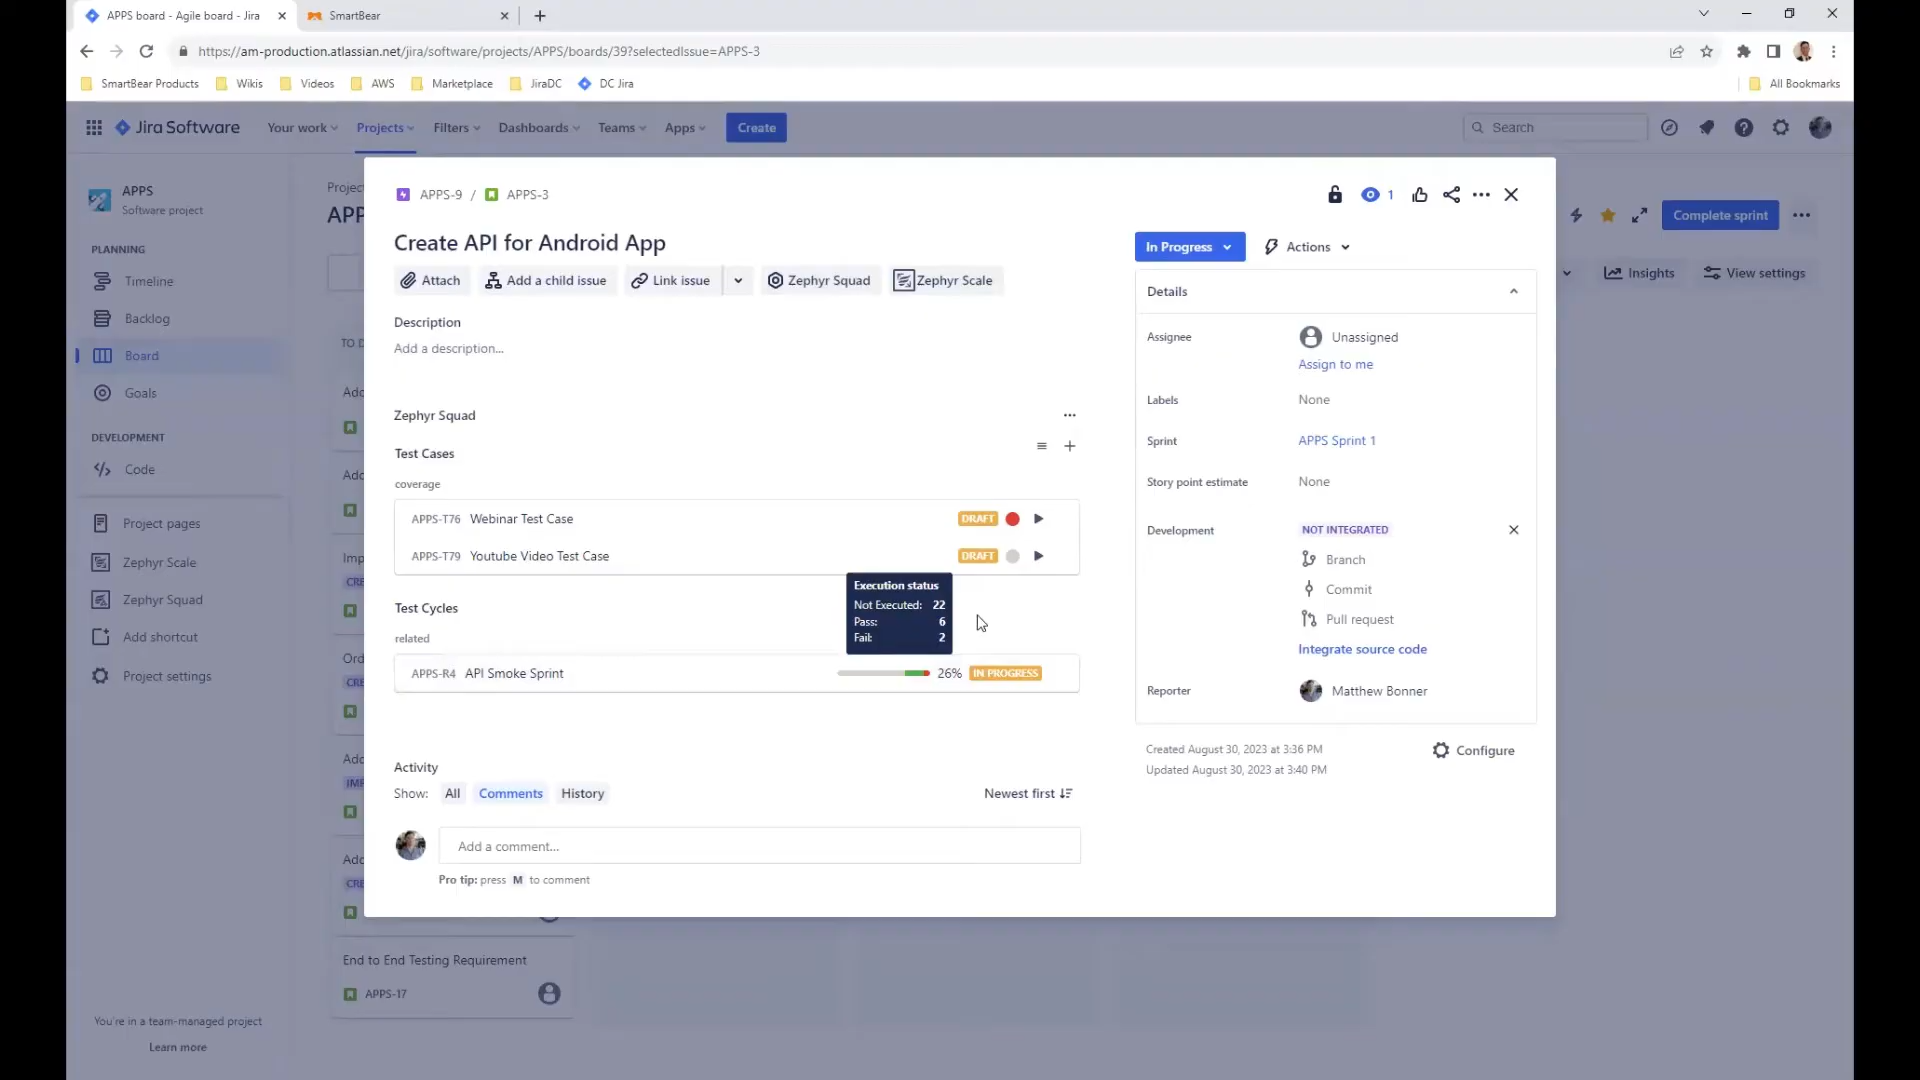 APPS board - Agile board - Jira
SmartBear
https://am-production.atlassian.net/jira/software/projects/APPS/boards/39?selectedIssue=APPS-3
SmartBear Products
Wikis
Videos
AWS
Marketplace
JiraDC
DC Jira
All Bookmarks
Jira Software
Your work
Projects
Filters
Dashboards
Teams
Apps
Create
Search
APPS
Software project
PLANNING
Timeline
Backlog
Board
Goals
DEVELOPMENT
Code
Project pages
Zephyr Scale
Zephyr Squad
Add shortcut
Project settings
You're in a team-managed project
Learn more
Projec
APP
Complete sprint
Insights
View settings
TO D
Add
Add
Imp
CRE
Ord
CRE
Add
IMP
Add
CRE
End to End Testing Requirement
APPS-17
APPS-9 / APPS-3
1
Create API for Android App
Attach
Add a child issue
Link issue
Zephyr Squad
Zephyr Scale
Description
Add a description...
Zephyr Squad
Test Cases
coverage
APPS-T76 Webinar Test Case DRAFT
APPS-T79 Youtube Video Test Case DRAFT
Execution status
Not Executed: 22
Pass: 6
Fail: 2
Test Cycles
related
APPS-R4 API Smoke Sprint 26% IN PROGRESS
Activity
Show: All Comments History
Newest first
Add a comment...
Pro tip: press M to comment
In Progress
Actions
Details
Assignee
Unassigned
Assign to me
Labels
None
Sprint
APPS Sprint 1
Story point estimate
None
Development
NOT INTEGRATED
Branch
Commit
Pull request
Integrate source code
Reporter
Matthew Bonner
Created August 30, 2023 at 3:36 PM
Updated August 30, 2023 at 3:40 PM
Configure